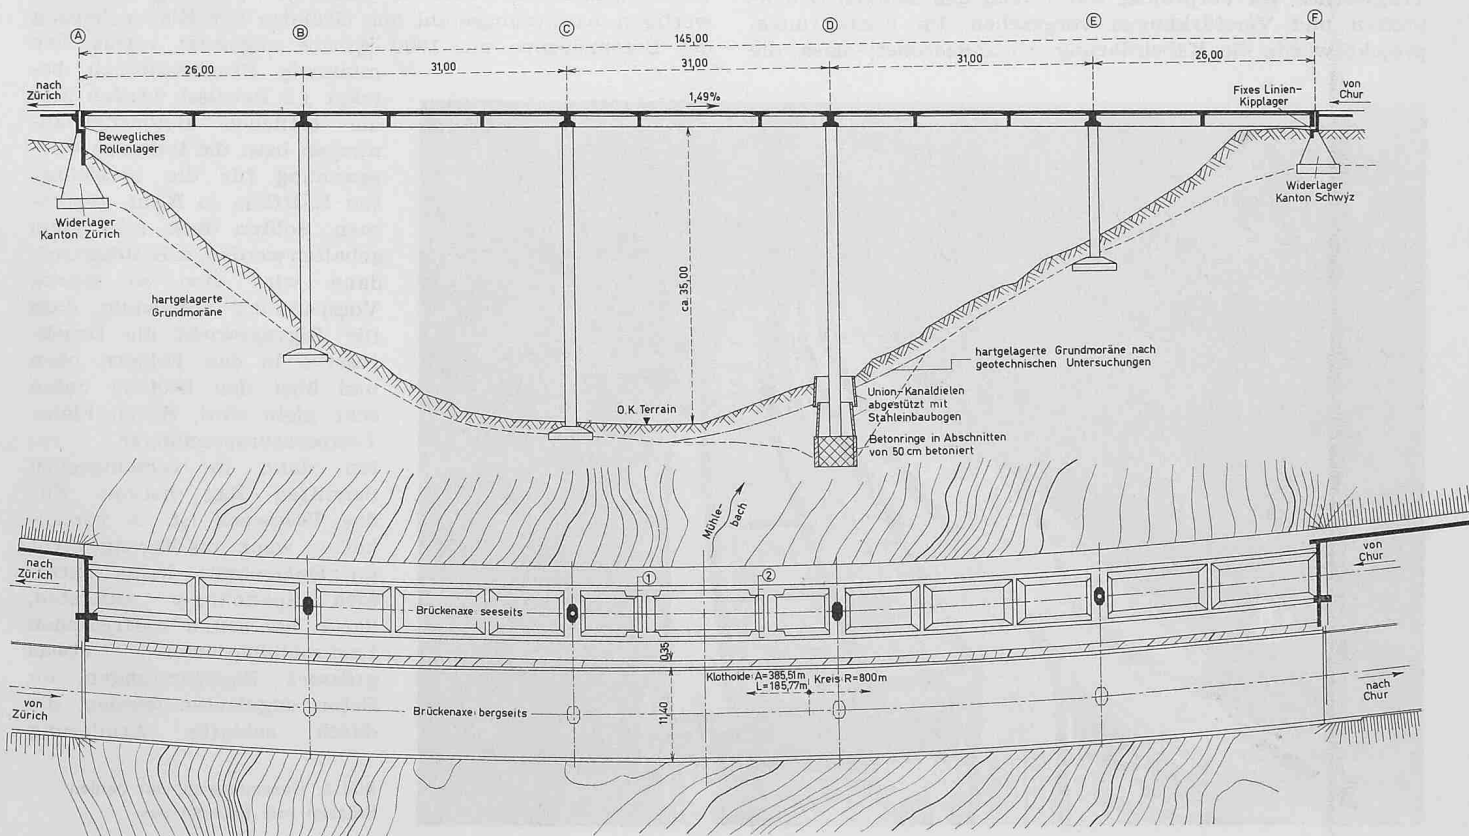 A B C D E F
145,00
26,00 31,00 31,00 31,00 26,00
nach
Zürich
1,49%
Fixes Linien-
Kipplager
von
Chur
Bewegliches
Rollenlager
Widerlager
Kanton Zürich
Widerlager
Kanton Schwyz
hartgelagerte
Grundmoräne
ca. 35,00
hartgelagerte Grundmoräne nach
geotechnischen Untersuchungen
O.K. Terrain
Union-Kanaldielen
abgestützt mit
Stahleinbaubogen
Betonringe in Abschnitten
von 50 cm betoniert
Mühle-
bach
nach
Zürich
von
Chur
1 2
Brückenaxe seeseits
0,35
Klothoide: A=385,51m Kreis: R=800m
L=185,77m
11,40
von
Zürich
Brückenaxe bergseits
nach
Chur